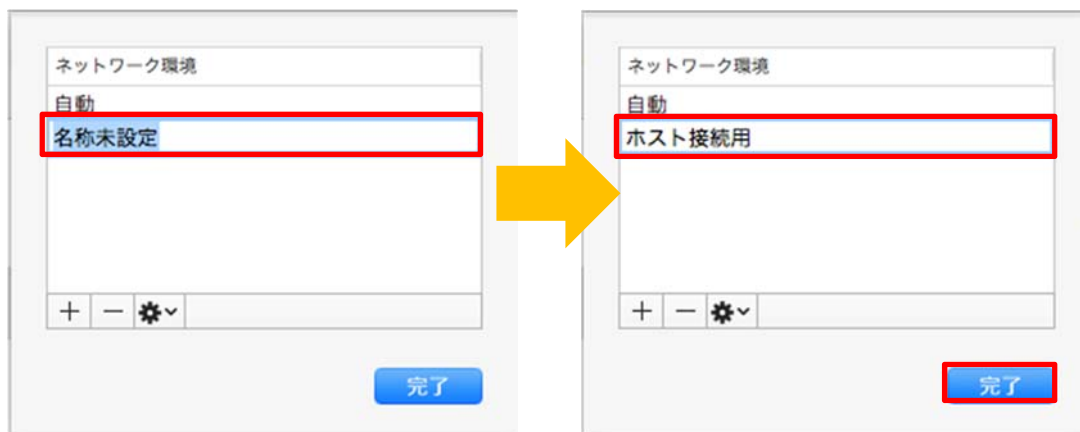 ネットワーク環境
自動
名称未設定
完了
ネットワーク環境
自動
ホスト接続用
完了